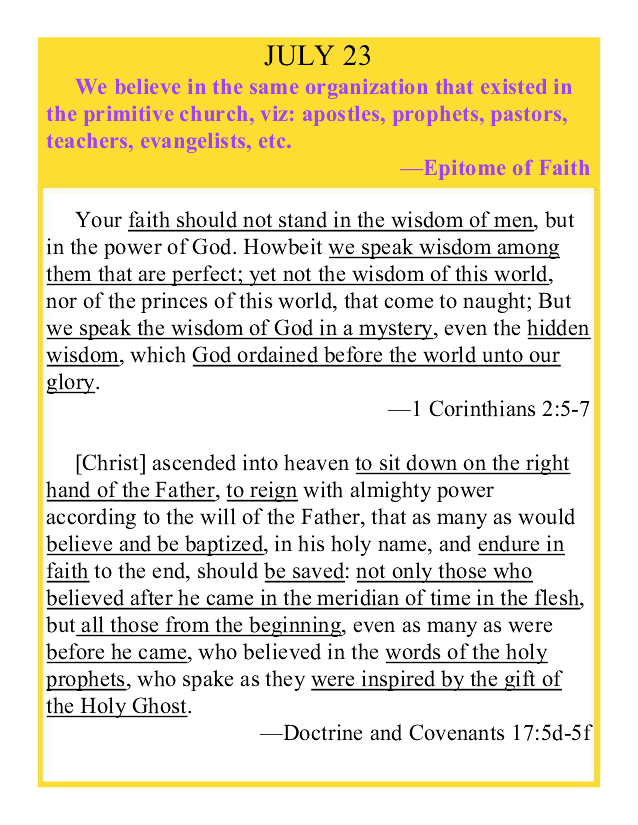 JULY 23
We believe in the same organization that existed in
the primitive church, viz: apostles, prophets, pastors,
teachers, evangelists, etc.
—Epitome of Faith
Your faith should not stand in the wisdom of men, but
in the power of God. Howbeit we speak wisdom among
them that are perfect; yet not the wisdom of this world,
nor of the princes of this world, that come to naught; But
we speak the wisdom of God in a mystery, even the hidden
wisdom, which God ordained before the world unto our
glory.
—1 Corinthians 2:5-7
[Christ] ascended into heaven to sit down on the right
hand of the Father, to reign with almighty power
according to the will of the Father, that as many as would
believe and be baptized, in his holy name, and endure in
faith to the end, should be saved: not only those who
believed after he came in the meridian of time in the flesh,
but all those from the beginning, even as many as were
before he came, who believed in the words of the holy
prophets, who spake as they were inspired by the gift of
the Holy Ghost.
—Doctrine and Covenants 17:5d-5f